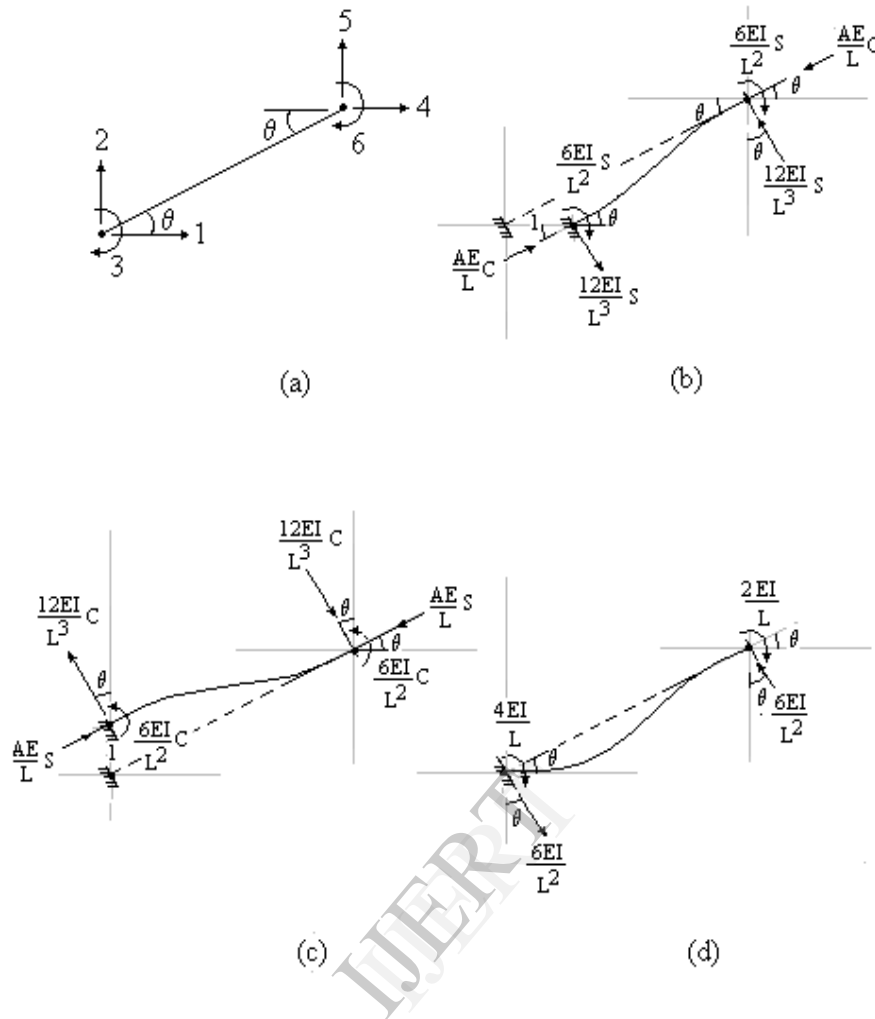 5
4
6
θ
2
θ
1
3
(a)
6EI/L² S
AE/L C
θ
θ
θ
12EI/L³ S
6EI/L² S
1
θ
AE/L C
12EI/L³ S
(b)
12EI/L³ C
θ
AE/L S
θ
6EI/L² C
12EI/L³ C
θ
6EI/L² C
AE/L S
1
(c)
2EI/L
θ
θ
6EI/L²
4EI/L
θ
θ
6EI/L²
(d)
IJERT